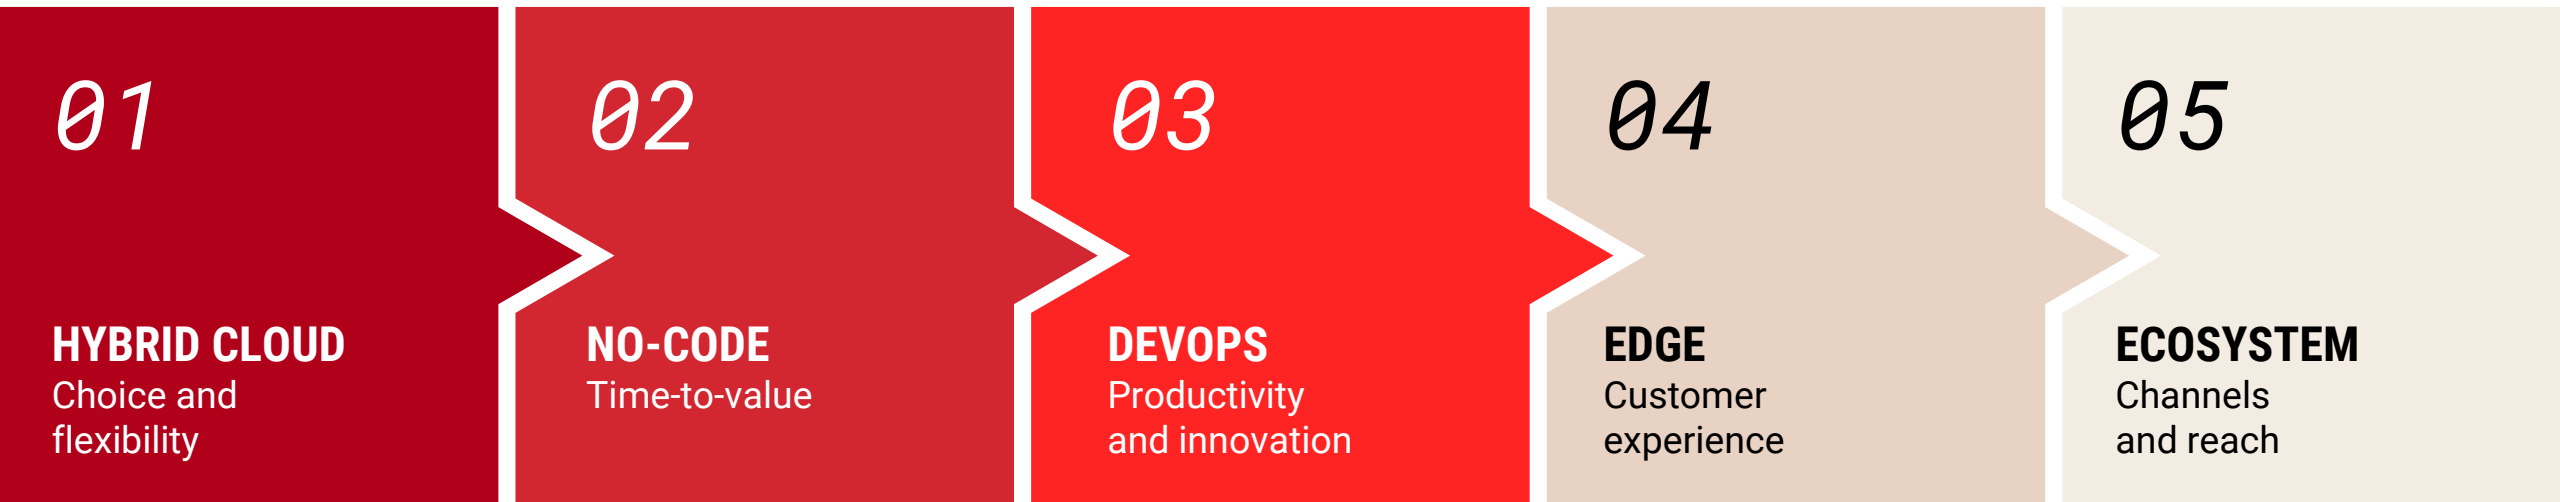 01
HYBRID CLOUD
Choice and
flexibility
02
NO-CODE
Time-to-value
03
DEVOPS
Productivity
and innovation
04
EDGE
Customer
experience
05
ECOSYSTEM
Channels
and reach